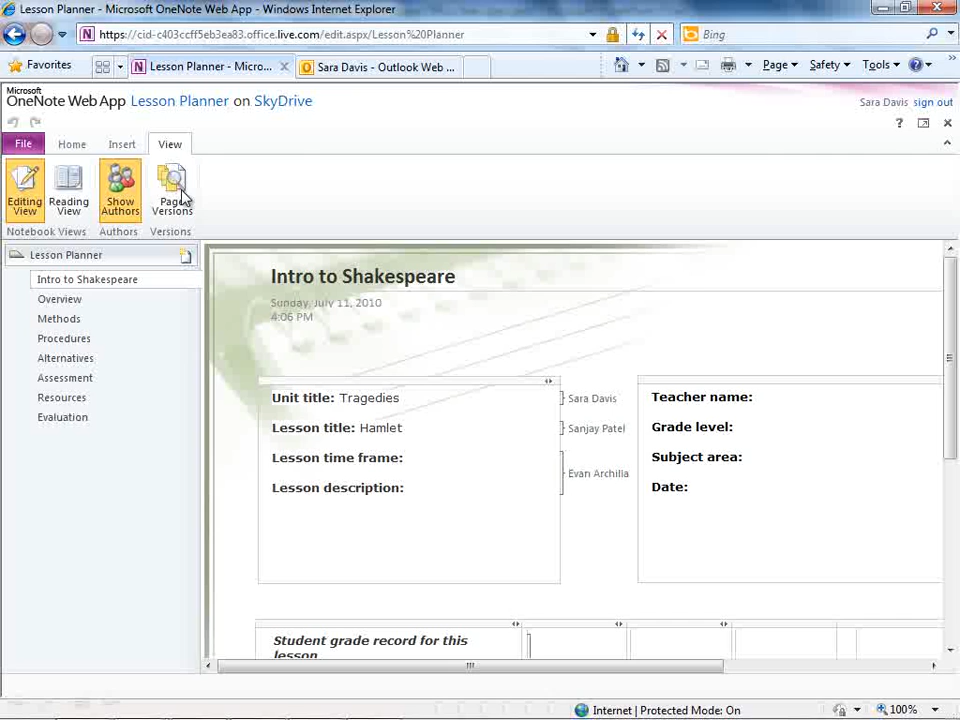 Lesson Planner - Microsoft OneNote Web App - Windows Internet Explorer
https://cid-c403ccff5eb3ea83.office.live.com/edit.aspx/Lesson%20Planner
Bing
Favorites
Lesson Planner - Micro...
Sara Davis - Outlook Web ...
Page
Safety
Tools
Microsoft
OneNote Web App Lesson Planner on SkyDrive
Sara Davis sign out
File Home Insert View
Editing View
Reading View
Show Authors
Page Versions
Notebook Views Authors Versions
Lesson Planner
Intro to Shakespeare
Overview
Methods
Procedures
Alternatives
Assessment
Resources
Evaluation
Intro to Shakespeare
Sunday, July 11, 2010
4:06 PM
Unit title: Tragedies
Sara Davis
Lesson title: Hamlet
Sanjay Patel
Lesson time frame:
Evan Archilla
Lesson description:
Teacher name:
Grade level:
Subject area:
Date:
Student grade record for this
lesson
Internet | Protected Mode: On
100%